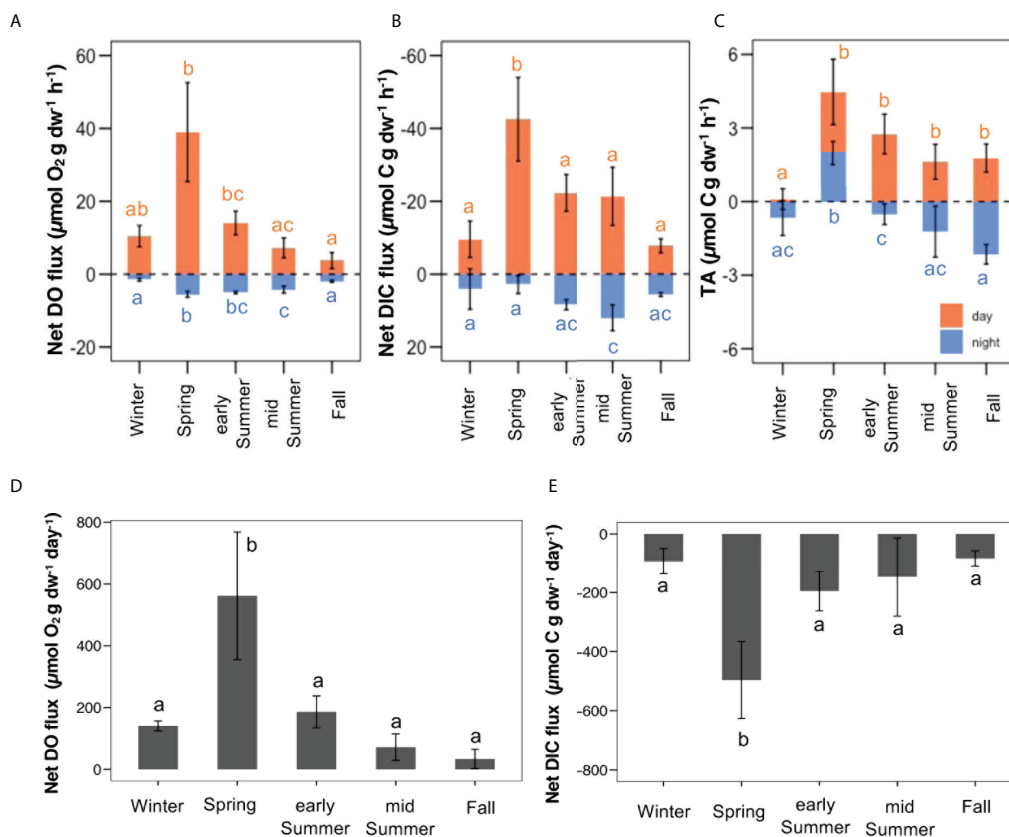 A
B
C
Net DO flux (µmol O₂ g dw⁻¹ h⁻¹)
60
40
20
0
20
ab
b
bc
ac
a
a
b
bc
c
a
Winter
Spring
early
Summer
mid
Summer
Fall
Net DIC flux (µmol C g dw⁻¹ h⁻¹)
-60
-40
-20
0
20
a
b
a
a
a
a
a
ac
c
ac
Winter
Spring
early
Summer
mid
Summer
Fall
TA (µmol C g dw⁻¹ h⁻¹)
6
3
0
-3
-6
a
b
b
b
b
ac
b
c
ac
a
day
night
Winter
Spring
early
Summer
mid
Summer
Fall
D
E
Net DO flux (µmol O₂ g dw⁻¹ day⁻¹)
800
600
400
200
0
a
b
a
a
a
Winter
Spring
early
Summer
mid
Summer
Fall
Net DIC flux (µmol C g dw⁻¹ day⁻¹)
0
-200
-400
-600
-800
a
b
a
a
a
Winter
Spring
early
Summer
mid
Summer
Fall